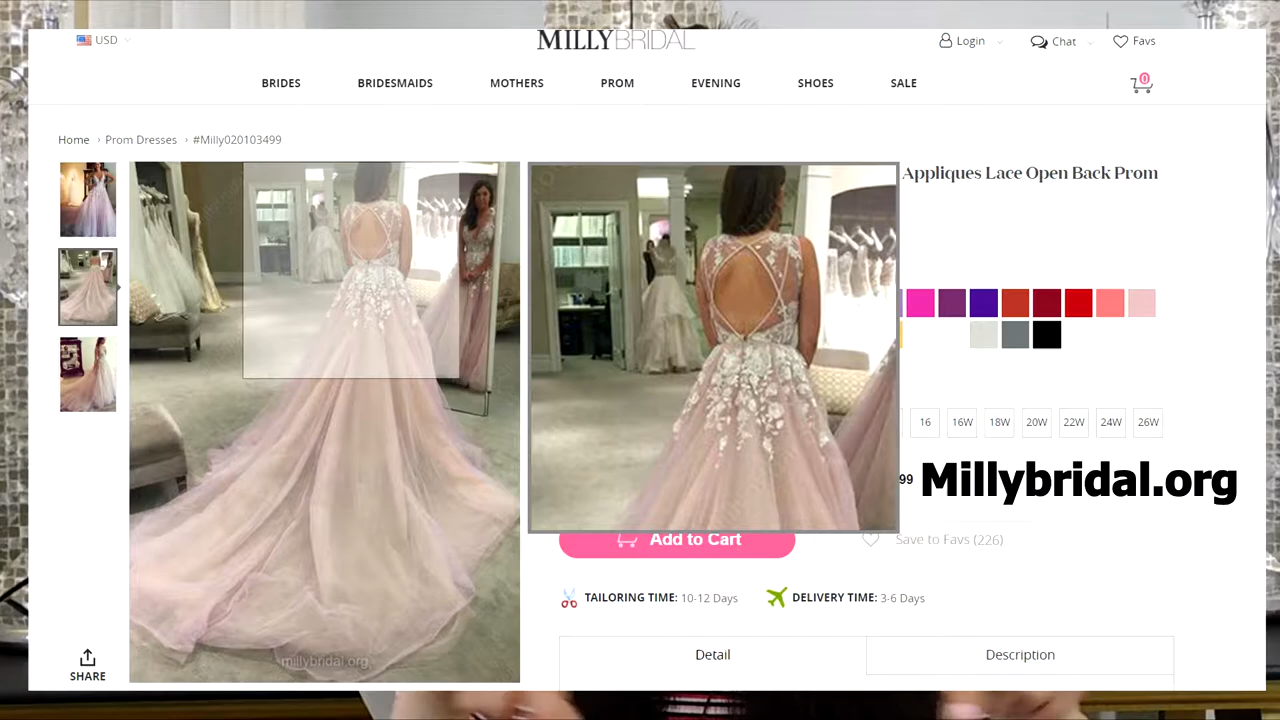 USD
MILLYBRIDAL
Login
Chat
Favs
BRIDES
BRIDESMAIDS
MOTHERS
PROM
EVENING
SHOES
SALE
0
Home › Prom Dresses › #Milly020103499
Appliques Lace Open Back Prom
16
16W
18W
20W
22W
24W
26W
99
Millybridal.org
Add to Cart
Save to Favs (226)
TAILORING TIME: 10-12 Days
DELIVERY TIME: 3-6 Days
Detail
Description
millybridal.org
SHARE